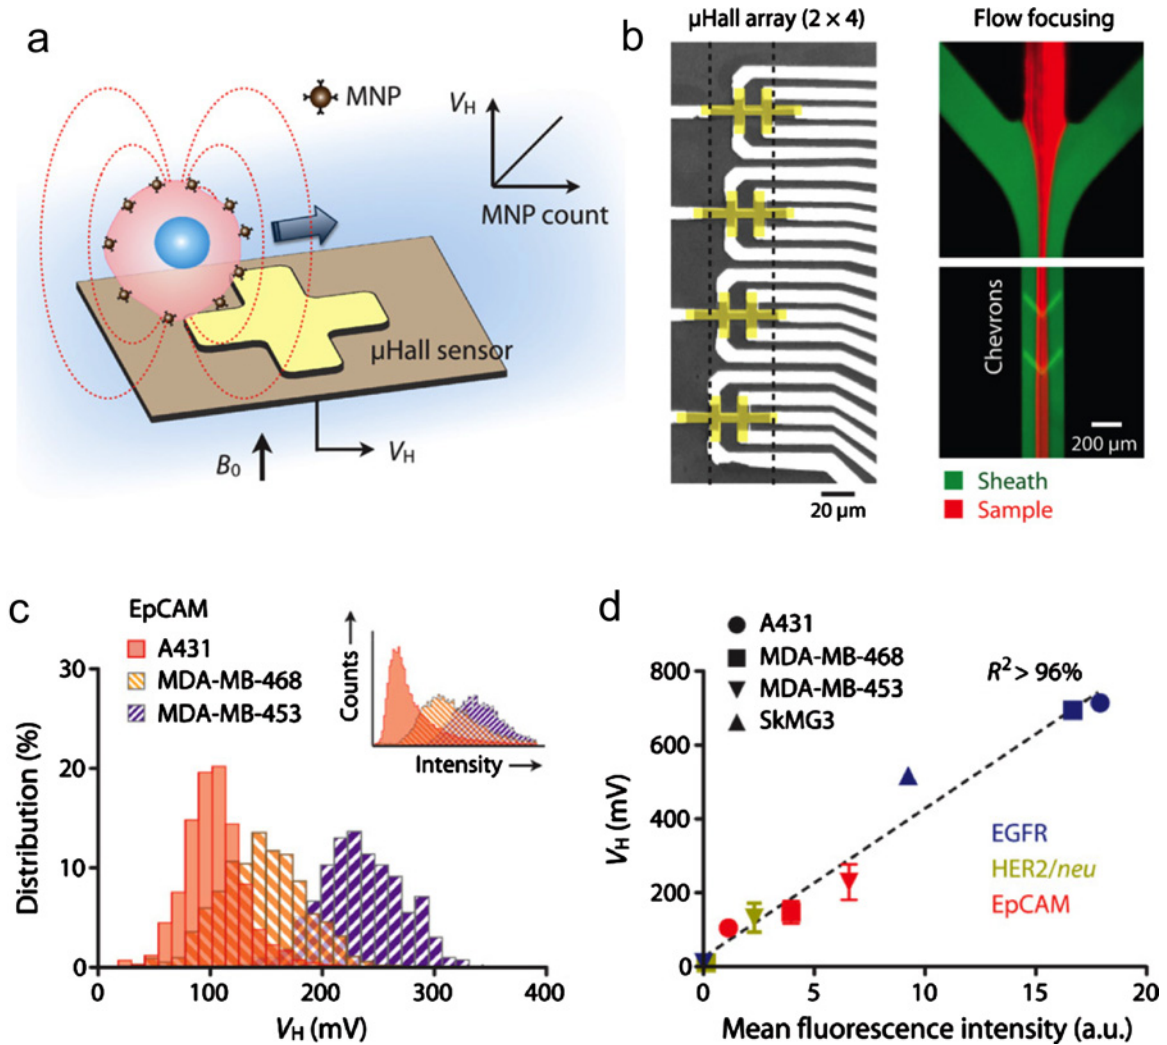 a
MNP
V_H
MNP count
µHall sensor
B_0
V_H
b
µHall array (2 × 4)
20 µm
Flow focusing
Chevrons
200 µm
Sheath
Sample
c
EpCAM
A431
MDA-MB-468
MDA-MB-453
Counts
Intensity
Distribution (%)
30
20
10
0
0
100
200
300
400
V_H (mV)
d
A431
MDA-MB-468
MDA-MB-453
SkMG3
R² > 96%
EGFR
HER2/neu
EpCAM
V_H (mV)
800
600
400
200
0
0
5
10
15
20
Mean fluorescence intensity (a.u.)